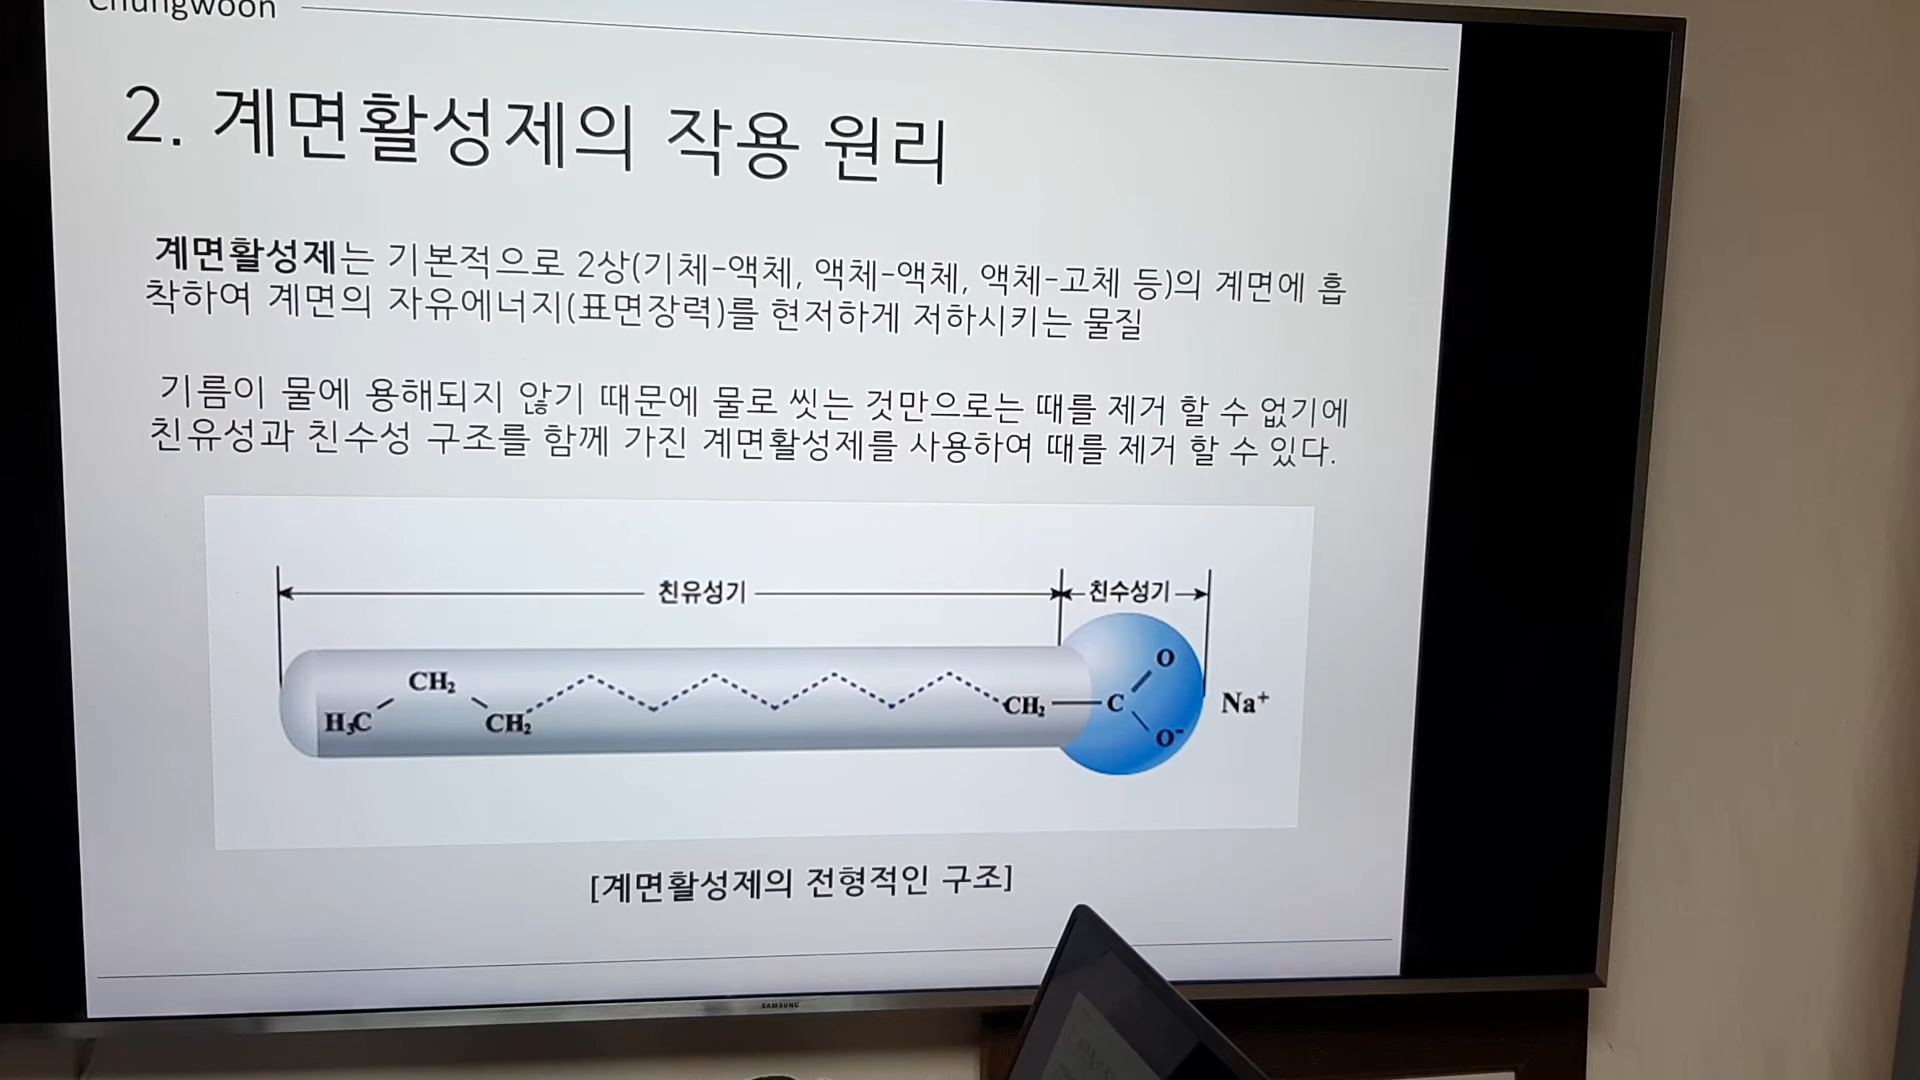 Chungwoon
2. 계면활성제의 작용 원리
계면활성제는 기본적으로 2상(기체-액체, 액체-액체, 액체-고체 등)의 계면에 흡
착하여 계면의 자유에너지(표면장력)를 현저하게 저하시키는 물질
기름이 물에 용해되지 않기 때문에 물로 씻는 것만으로는 때를 제거 할 수 없기에
친유성과 친수성 구조를 함께 가진 계면활성제를 사용하여 때를 제거 할 수 있다.
친유성기 친수성기
H₃C CH₂ CH₂ CH₂ C O O⁻ Na⁺
[계면활성제의 전형적인 구조]
SAMSUNG